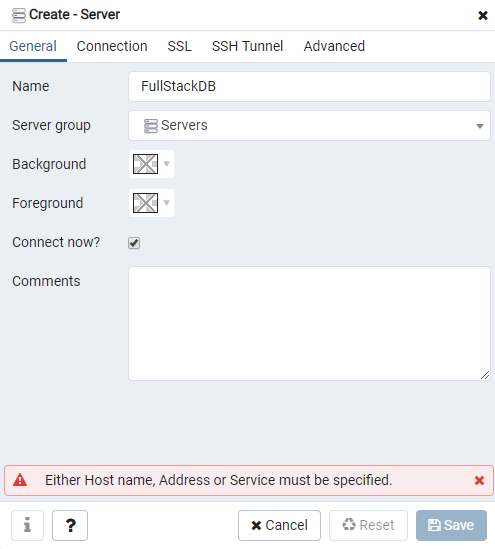 Create - Server
General Connection SSL SSH Tunnel Advanced
Name FullStackDB
Server group Servers
Background
Foreground
Connect now?
Comments
Either Host name, Address or Service must be specified.
i ? Cancel Reset Save